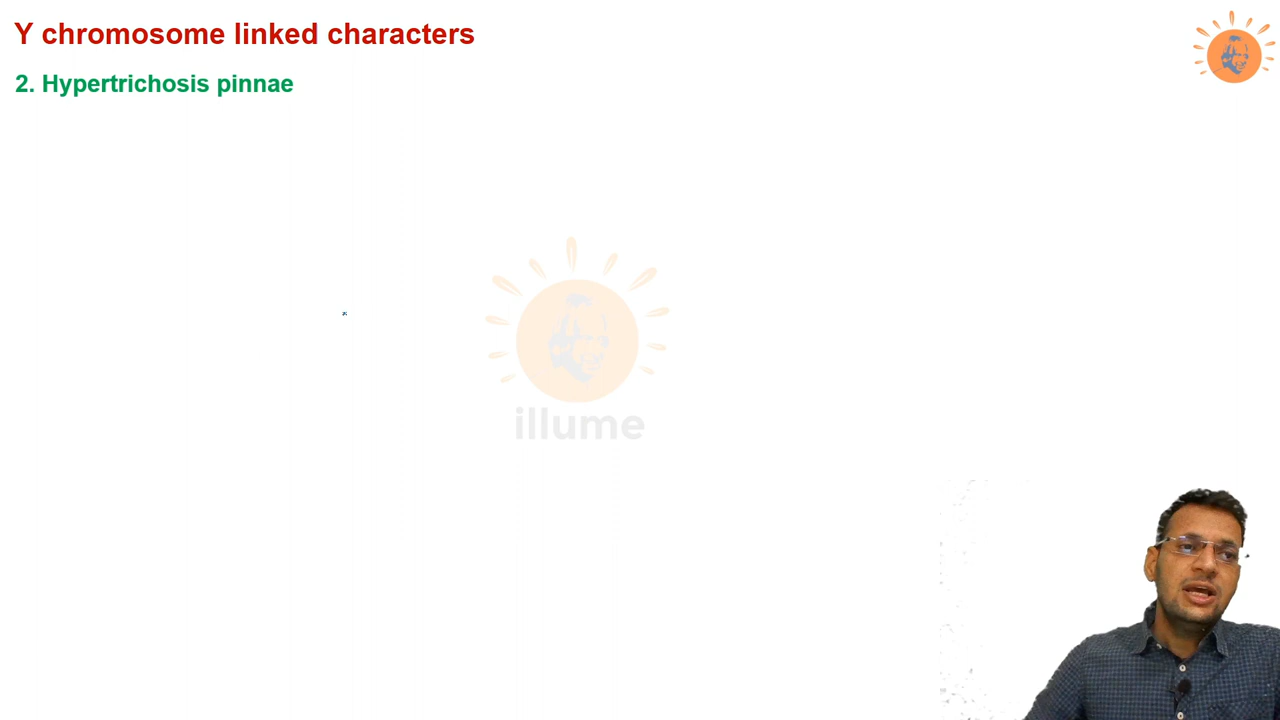 Y chromosome linked characters
2. Hypertrichosis pinnae
illume